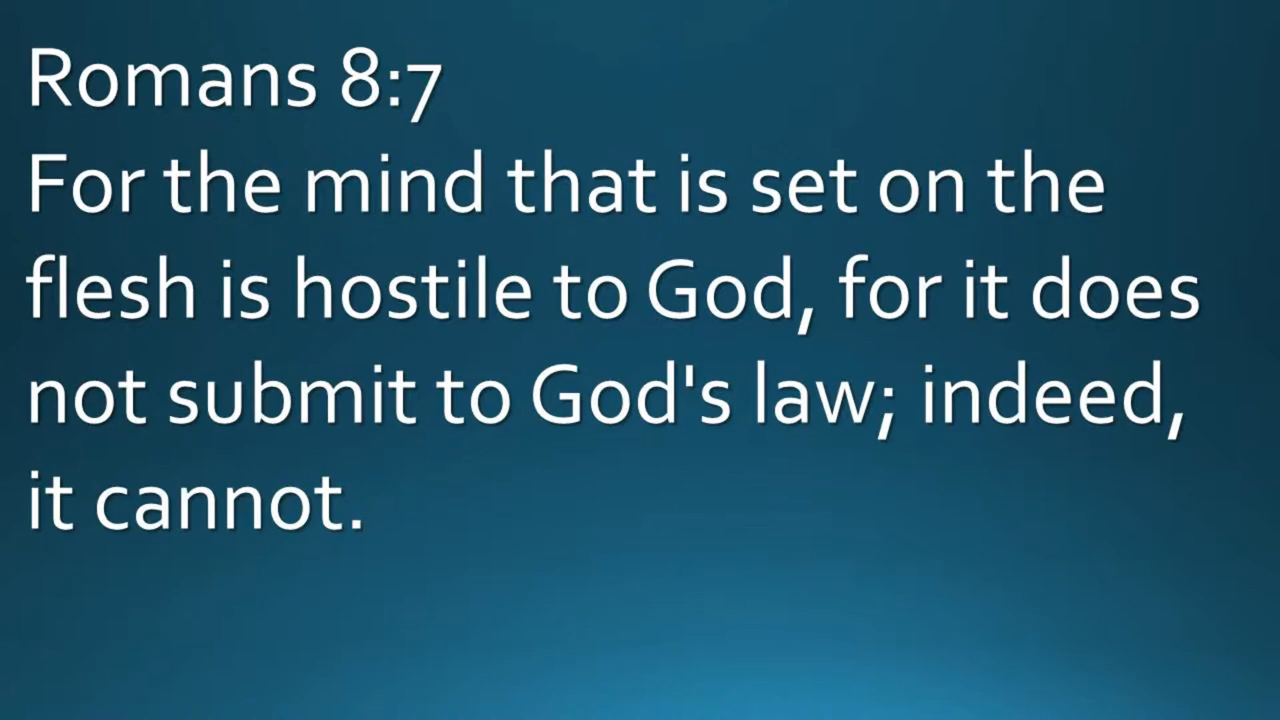 Romans 8:7
For the mind that is set on the
flesh is hostile to God, for it does
not submit to God's law; indeed,
it cannot.